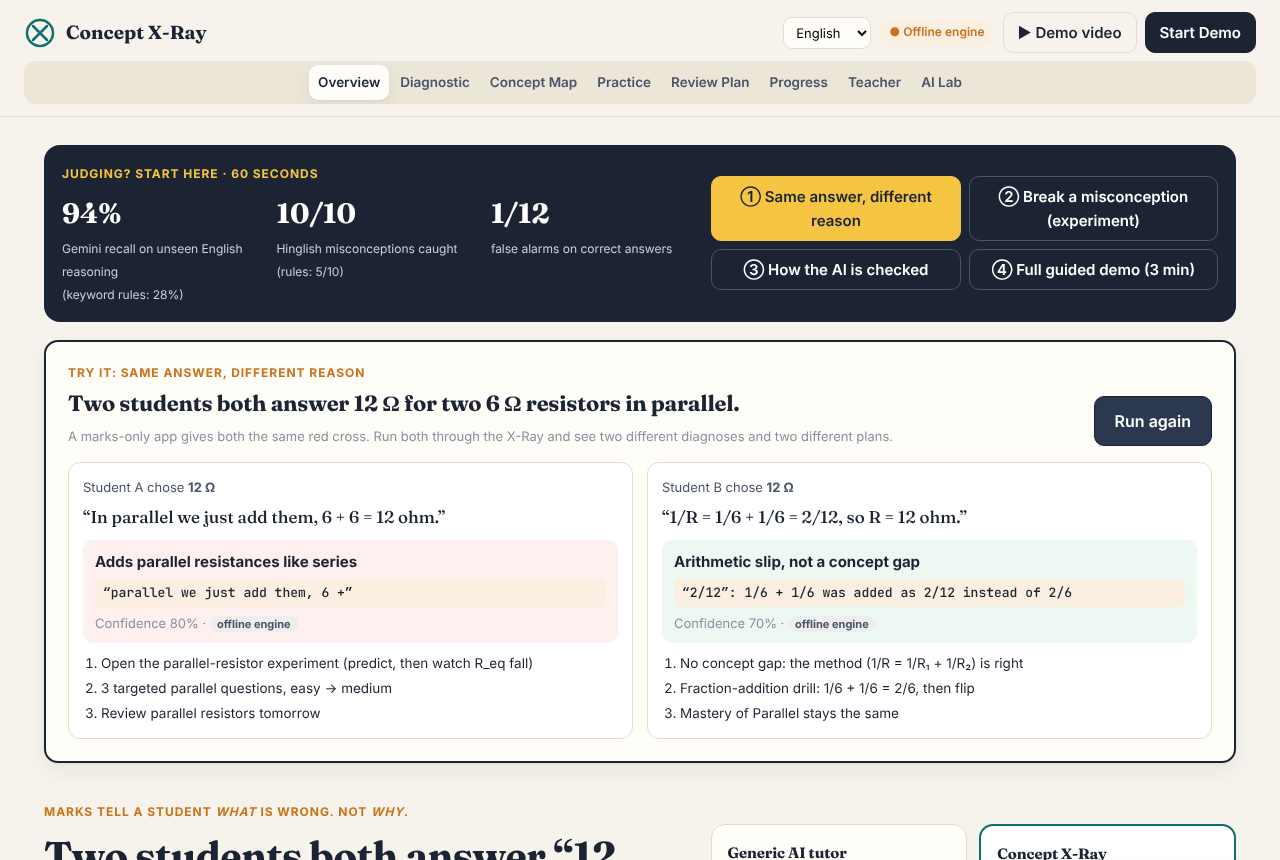 Concept X-Ray
English
Offline engine
▶ Demo video
Start Demo
Overview
Diagnostic
Concept Map
Practice
Review Plan
Progress
Teacher
AI Lab
JUDGING? START HERE · 60 SECONDS
94%
Gemini recall on unseen English
reasoning
(keyword rules: 28%)
10/10
Hinglish misconceptions caught
(rules: 5/10)
1/12
false alarms on correct answers
① Same answer, different
reason
② Break a misconception
(experiment)
③ How the AI is checked
④ Full guided demo (3 min)
TRY IT: SAME ANSWER, DIFFERENT REASON
Two students both answer 12 Ω for two 6 Ω resistors in parallel.
A marks-only app gives both the same red cross. Run both through the X-Ray and see two different diagnoses and two different plans.
Run again
Student A chose 12 Ω
“In parallel we just add them, 6 + 6 = 12 ohm.”
Adds parallel resistances like series
“parallel we just add them, 6 +”
Confidence 80% · offline engine
1. Open the parallel-resistor experiment (predict, then watch R_eq fall)
2. 3 targeted parallel questions, easy → medium
3. Review parallel resistors tomorrow
Student B chose 12 Ω
“1/R = 1/6 + 1/6 = 2/12, so R = 12 ohm.”
Arithmetic slip, not a concept gap
“2/12”: 1/6 + 1/6 was added as 2/12 instead of 2/6
Confidence 70% · offline engine
1. No concept gap: the method (1/R = 1/R₁ + 1/R₂) is right
2. Fraction-addition drill: 1/6 + 1/6 = 2/6, then flip
3. Mastery of Parallel stays the same
MARKS TELL A STUDENT WHAT IS WRONG. NOT WHY.
Two students both answer “12
Generic AI tutor
Concept X-Ray